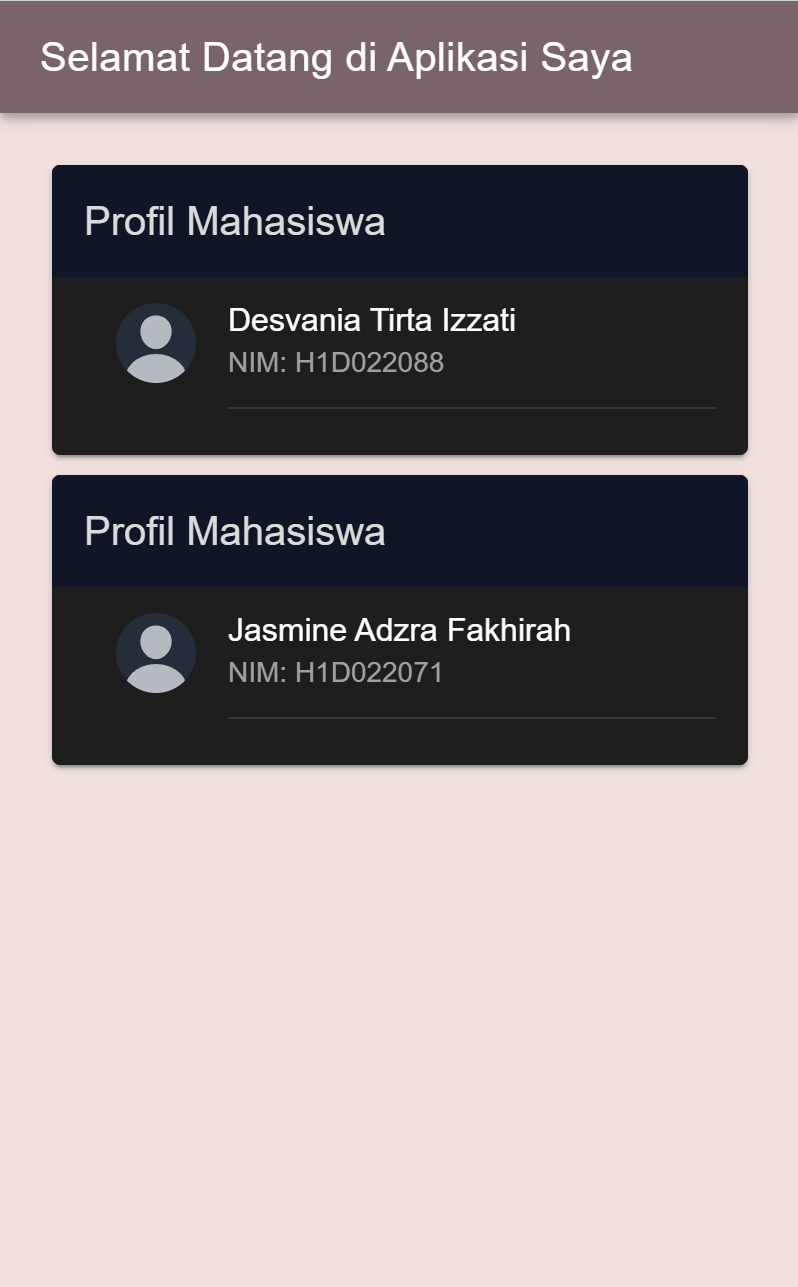 Selamat Datang di Aplikasi Saya
Profil Mahasiswa
Desvania Tirta Izzati
NIM: H1D022088
Profil Mahasiswa
Jasmine Adzra Fakhirah
NIM: H1D022071